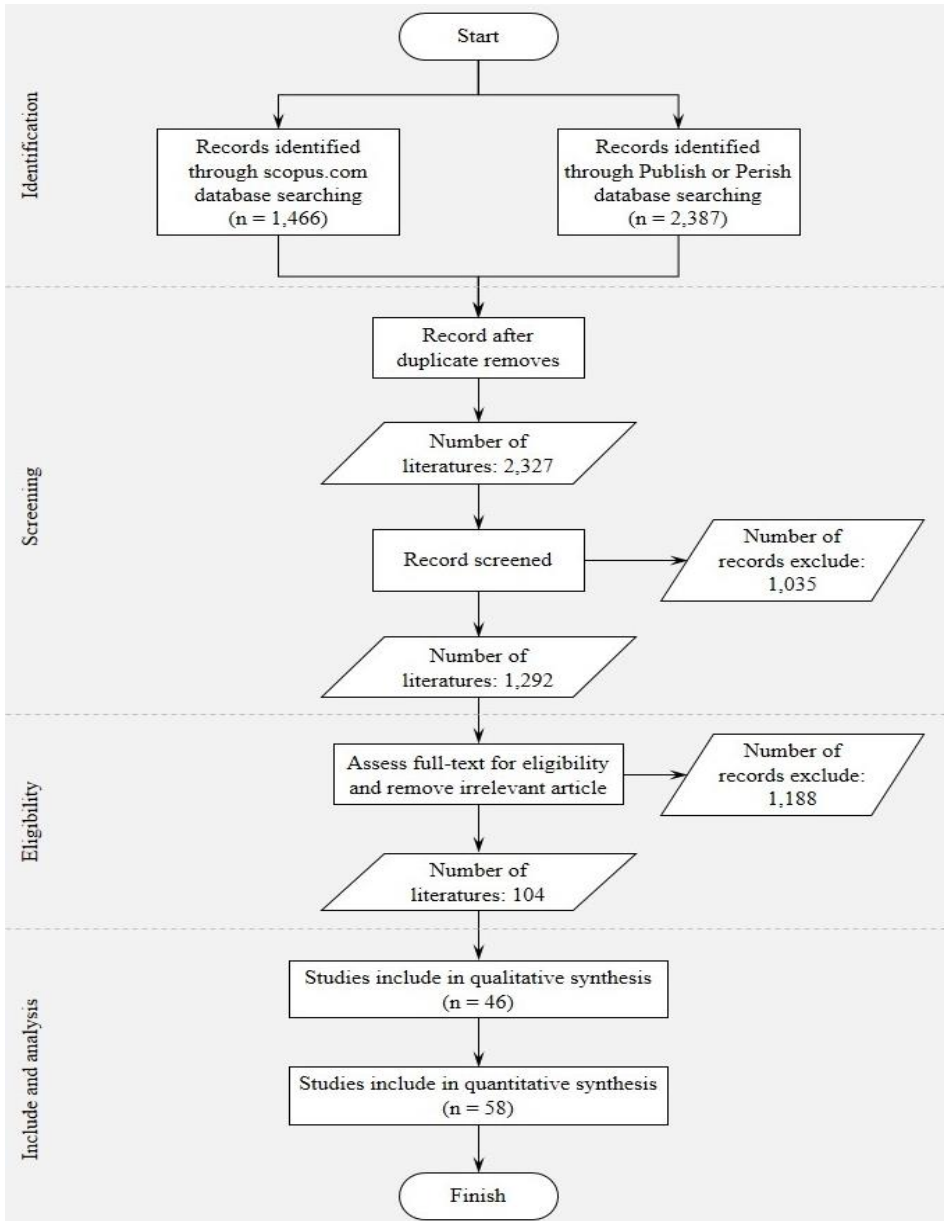 Start
Identification
Records identified
through scopus.com
database searching
(n = 1,466)
Records identified
through Publish or Perish
database searching
(n = 2,387)
Screening
Record after
duplicate removes
Number of
literatures: 2,327
Record screened
Number of
records exclude:
1,035
Number of
literatures: 1,292
Eligibility
Assess full-text for eligibility
and remove irrelevant article
Number of
records exclude:
1,188
Number of
literatures: 104
Include and analysis
Studies include in qualitative synthesis
(n = 46)
Studies include in quantitative synthesis
(n = 58)
Finish